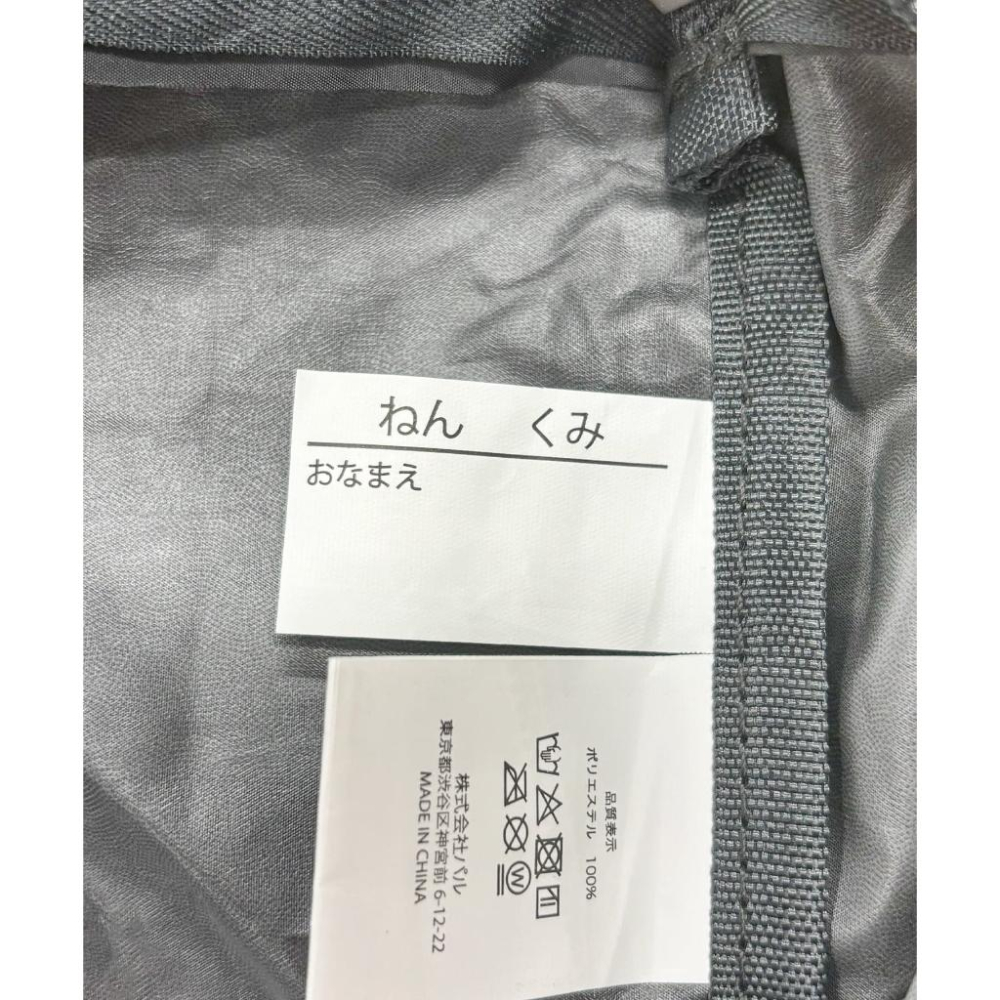 ねん くみ
おなまえ
品質表示
ポリエステル 100%
W
株式会社パル
東京都渋谷区神宮前 6-12-22
MADE IN CHINA